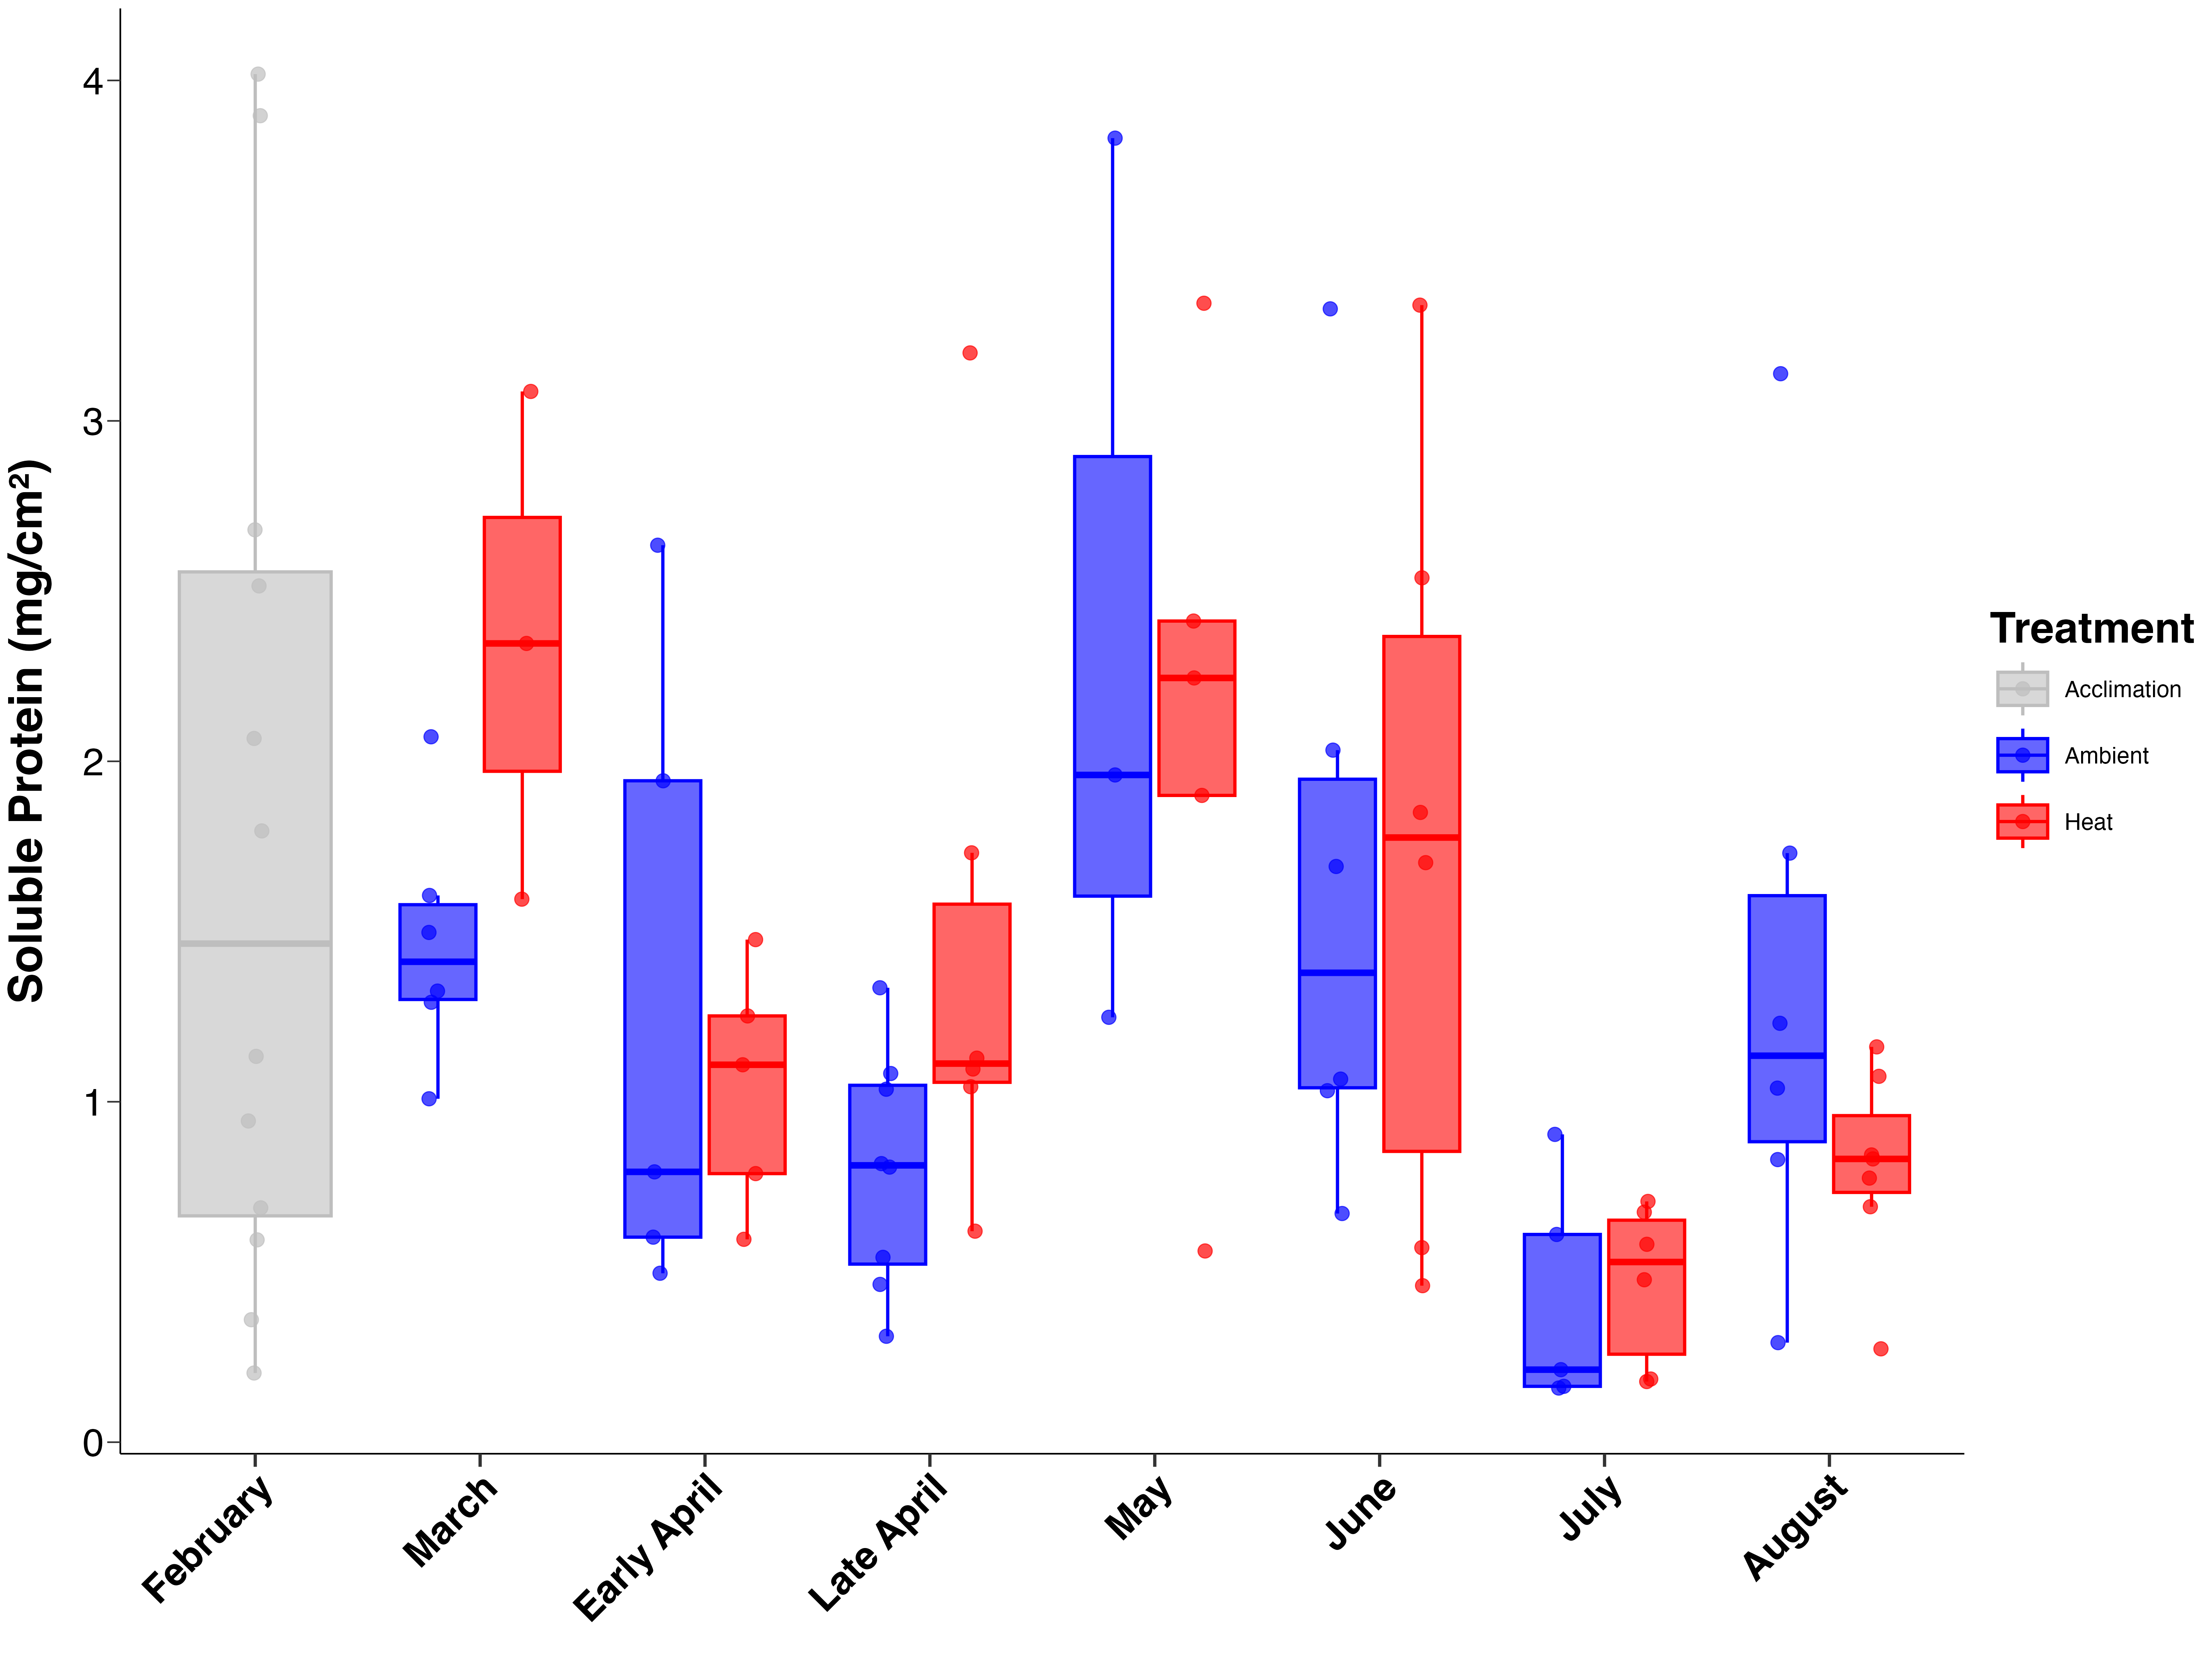 Soluble Protein (mg/cm²)
4
3
2
1
0
February
March
Early April
Late April
May
June
July
August
Treatment
Acclimation
Ambient
Heat